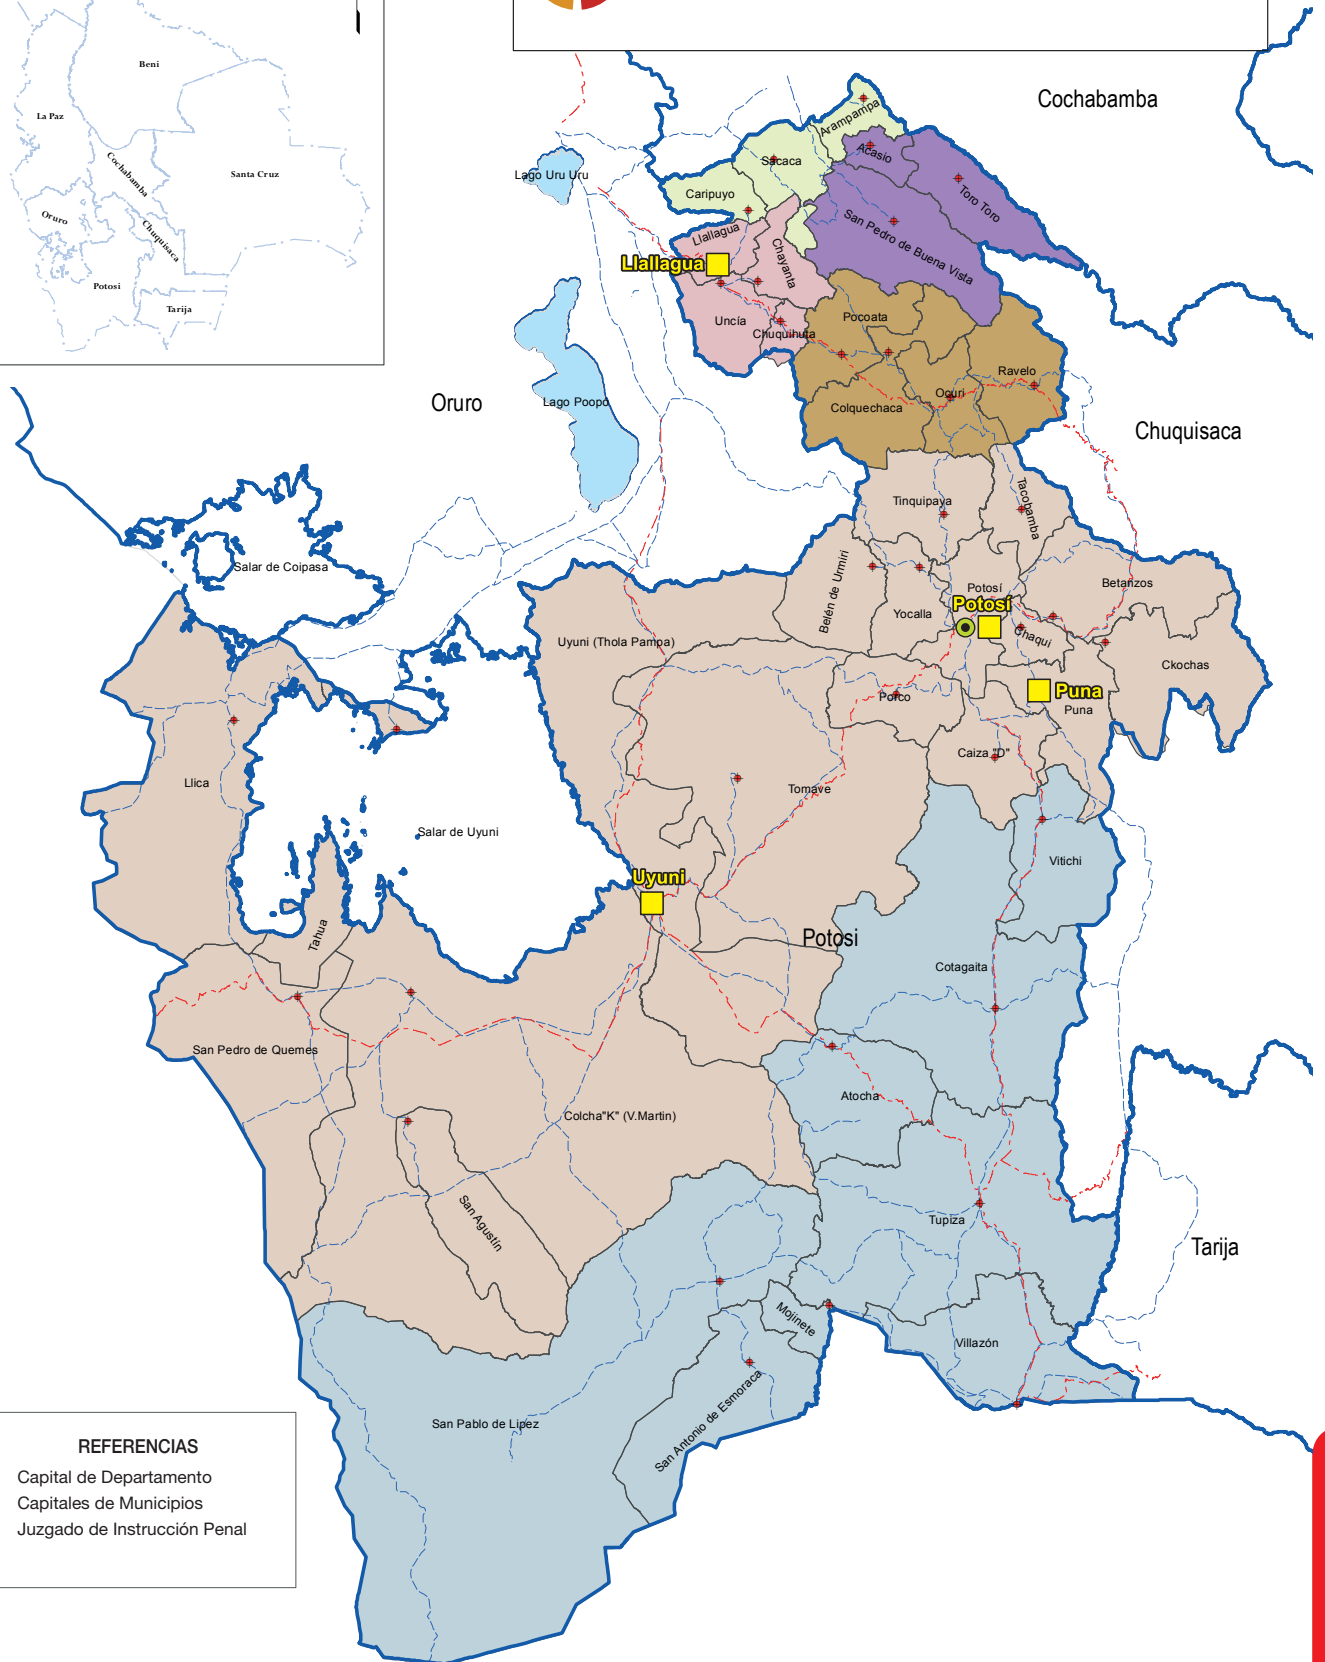 Beni
La Paz
Cochabamba
Santa Cruz
Oruro
Chuquisaca
Potosi
Tarija
Cochabamba
Arampampa
Acasio
Sacaca
Lago Uru Uru
Toro Toro
Caripuyo
San Pedro de Buena Vista
Llallagua
Llallagua
Chayanta
Uncía
Pocoata
Chuquihuta
Ravelo
Ocuri
Oruro
Lago Poopó
Colquechaca
Chuquisaca
Tinquipaya
Tacobamba
Salar de Coipasa
Belén de Urmiri
Potosí
Betanzos
Potosí
Yocalla
Uyuni (Thola Pampa)
Chaqui
Ckochas
Puna
Porco
Puna
Caiza "D"
Llica
Tomave
Salar de Uyuni
Vitichi
Uyuni
Tahua
Potosi
Cotagaita
San Pedro de Quemes
Atocha
Colcha"K" (V.Martin)
San Agustín
Tupiza
Tarija
Mojinete
Villazón
San Pablo de Lipez
San Antonio de Esmoraca
REFERENCIAS
Capital de Departamento
Capitales de Municipios
Juzgado de Instrucción Penal